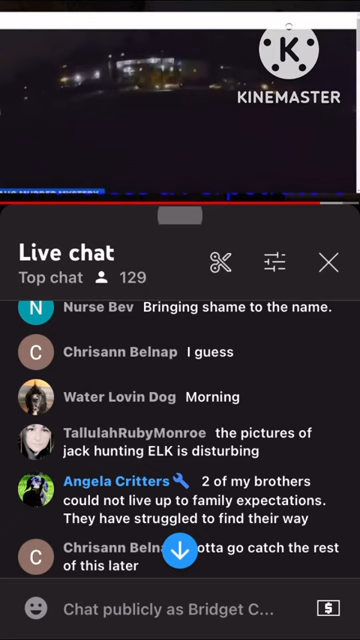 K
KINEMASTER
MURDER MYSTERY
Live chat
Top chat 129
N Nurse Bev Bringing shame to the name.
C Chrisann Belnap I guess
Water Lovin Dog Morning
TallulahRubyMonroe the pictures of
jack hunting ELK is disturbing
Angela Critters 2 of my brothers
could not live up to family expectations.
They have struggled to find their way
C Chrisann Belna otta go catch the rest
of this later
Chat publicly as Bridget C...
$